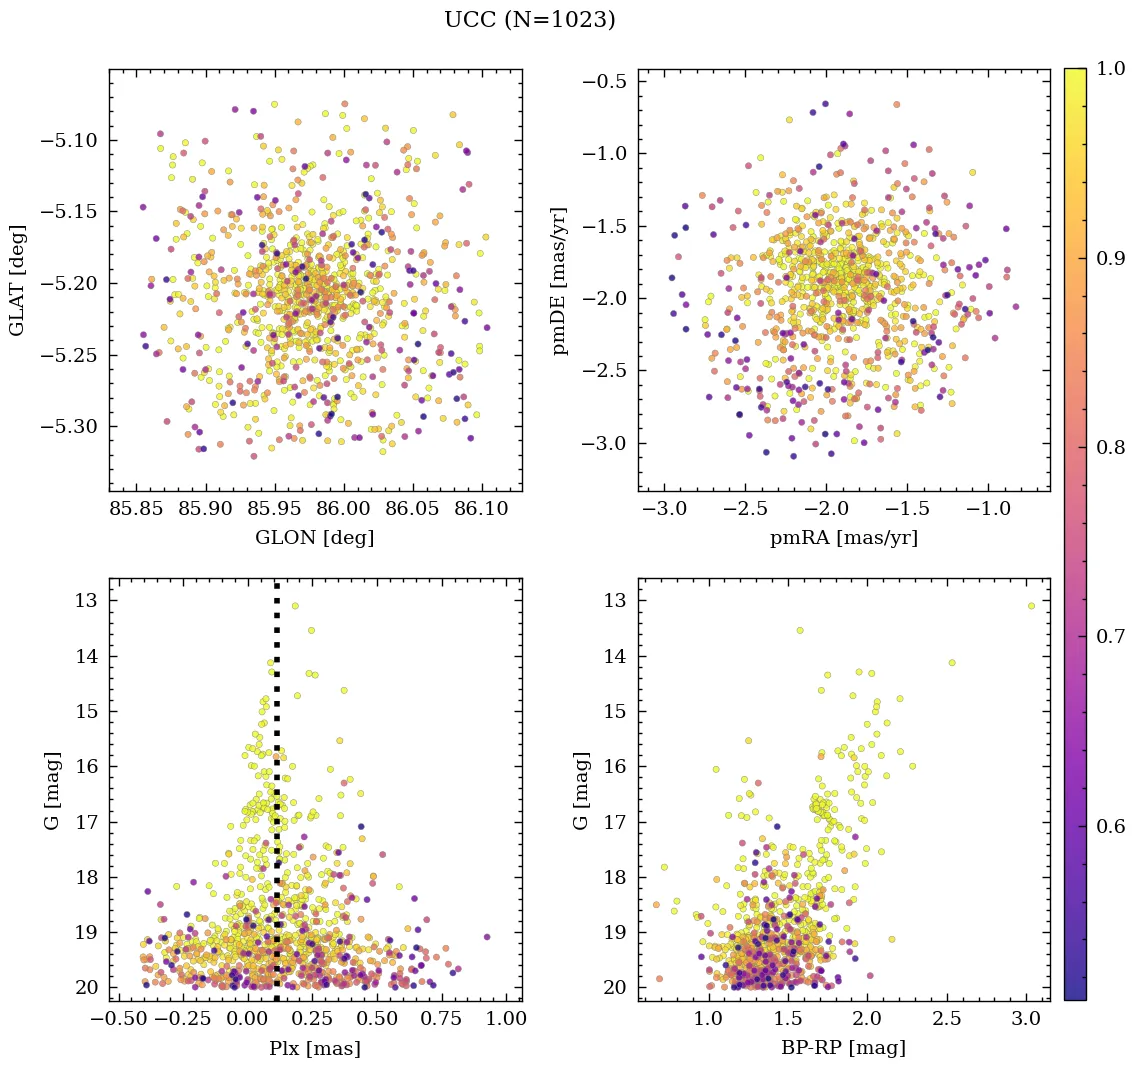 UCC (N=1023)
−5.10
−5.15
−5.20
−5.25
−5.30
GLAT [deg]
85.85 85.90 85.95 86.00 86.05 86.10
GLON [deg]
−0.5
−1.0
−1.5
−2.0
−2.5
−3.0
pmDE [mas/yr]
−3.0 −2.5 −2.0 −1.5 −1.0
pmRA [mas/yr]
1.0
0.9
0.8
0.7
0.6
13
14
15
16
17
18
19
20
G [mag]
−0.50 −0.25 0.00 0.25 0.50 0.75 1.00
Plx [mas]
13
14
15
16
17
18
19
20
G [mag]
1.0 1.5 2.0 2.5 3.0
BP-RP [mag]